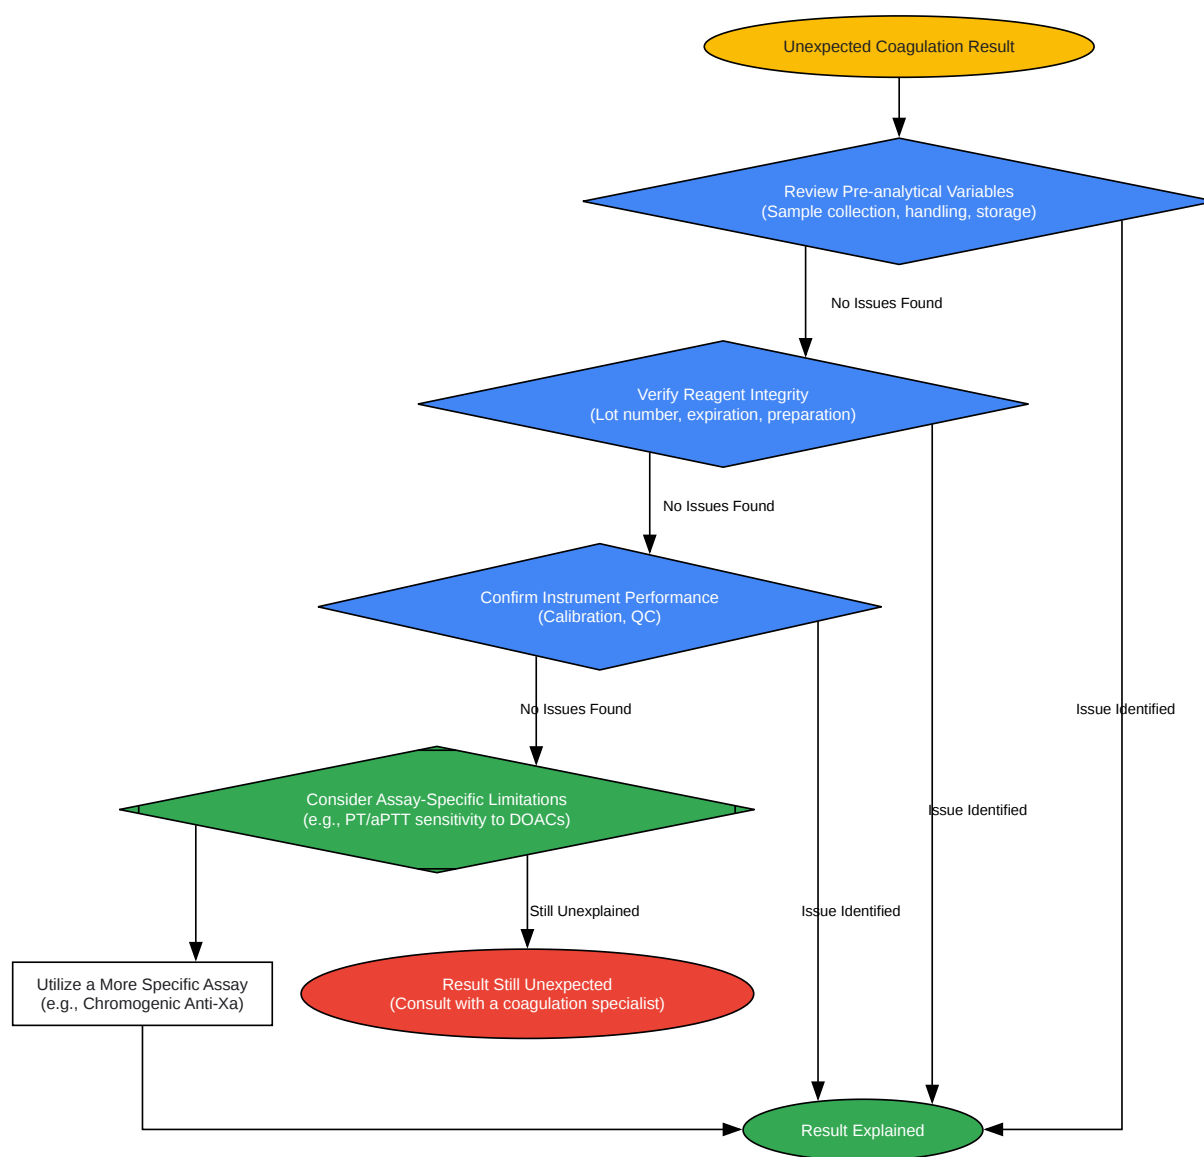 Unexpected Coagulation Result
Review Pre-analytical Variables
(Sample collection, handling, storage)
No Issues Found
Verify Reagent Integrity
(Lot number, expiration, preparation)
No Issues Found
Confirm Instrument Performance
(Calibration, QC)
No Issues Found
Issue Identified
Consider Assay-Specific Limitations
(e.g., PT/aPTT sensitivity to DOACs)
Issue Identified
Still Unexplained
Issue Identified
Utilize a More Specific Assay
(e.g., Chromogenic Anti-Xa)
Result Still Unexpected
(Consult with a coagulation specialist)
Result Explained